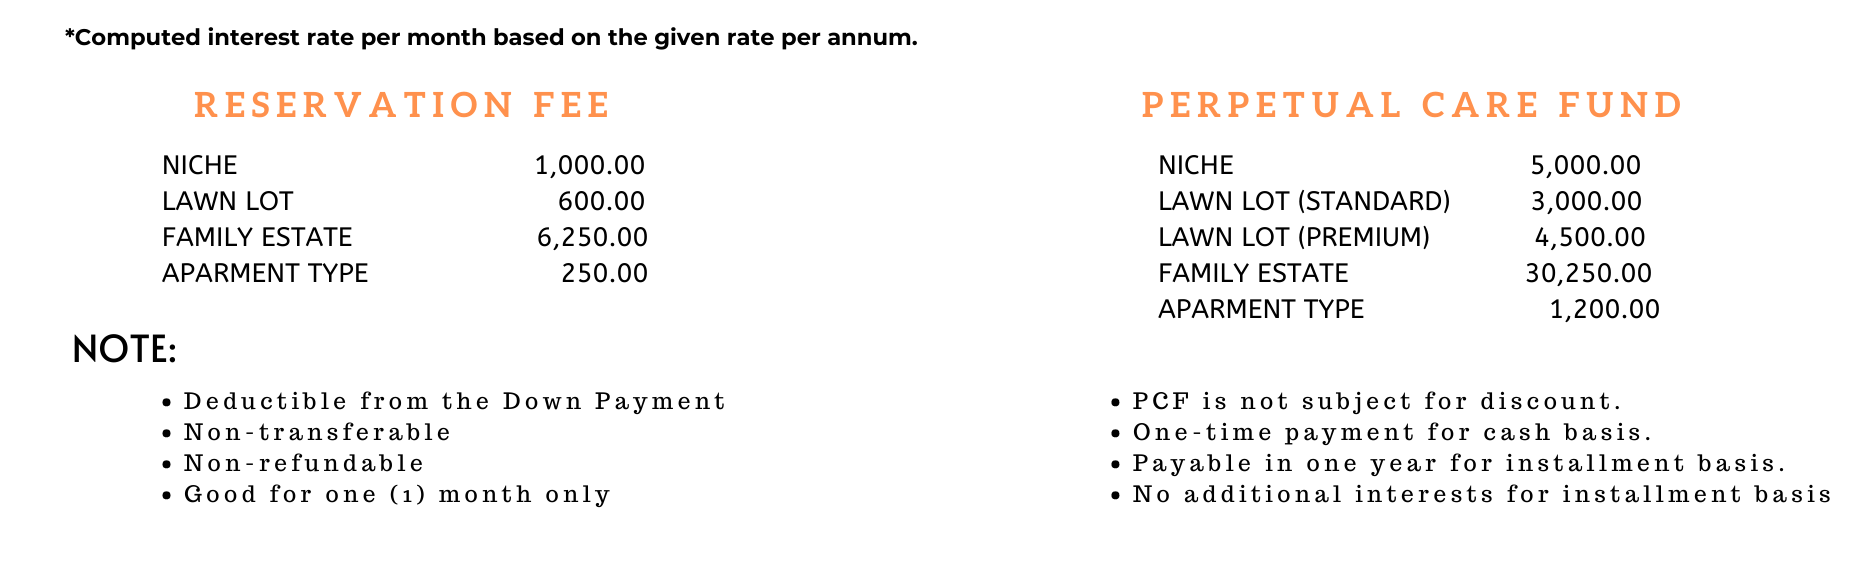 *Computed interest rate per month based on the given rate per annum.
RESERVATION FEE
NICHE 1,000.00
LAWN LOT 600.00
FAMILY ESTATE 6,250.00
APARMENT TYPE 250.00
NOTE:
• Deductible from the Down Payment
• Non-transferable
• Non-refundable
• Good for one (1) month only
PERPETUAL CARE FUND
NICHE 5,000.00
LAWN LOT (STANDARD) 3,000.00
LAWN LOT (PREMIUM) 4,500.00
FAMILY ESTATE 30,250.00
APARMENT TYPE 1,200.00
• PCF is not subject for discount.
• One-time payment for cash basis.
• Payable in one year for installment basis.
• No additional interests for installment basis